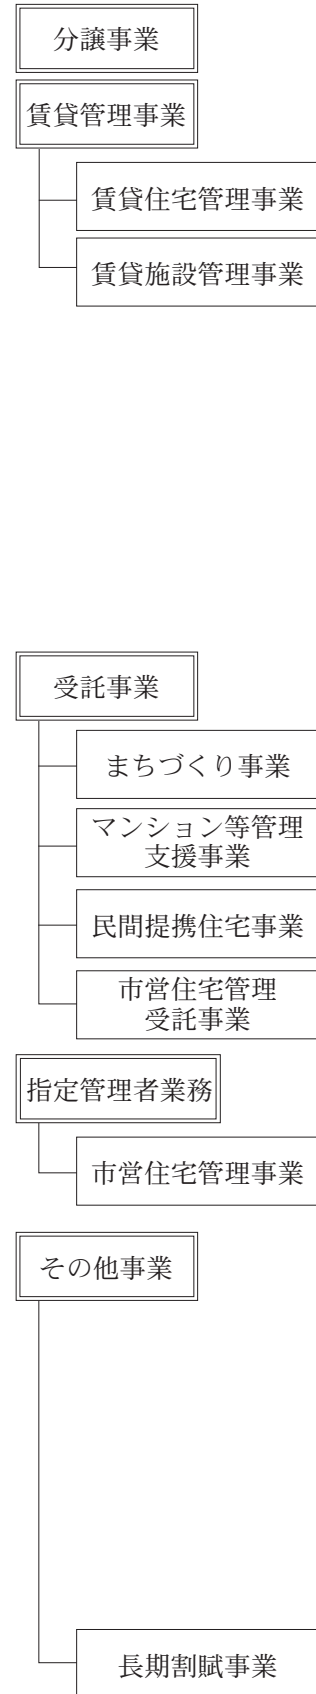 分譲事業
賃貸管理事業
賃貸住宅管理事業
賃貸施設管理事業
受託事業
まちづくり事業
マンション等管理
支援事業
民間提携住宅事業
市営住宅管理
受託事業
指定管理者業務
市営住宅管理事業
その他事業
長期割賦事業